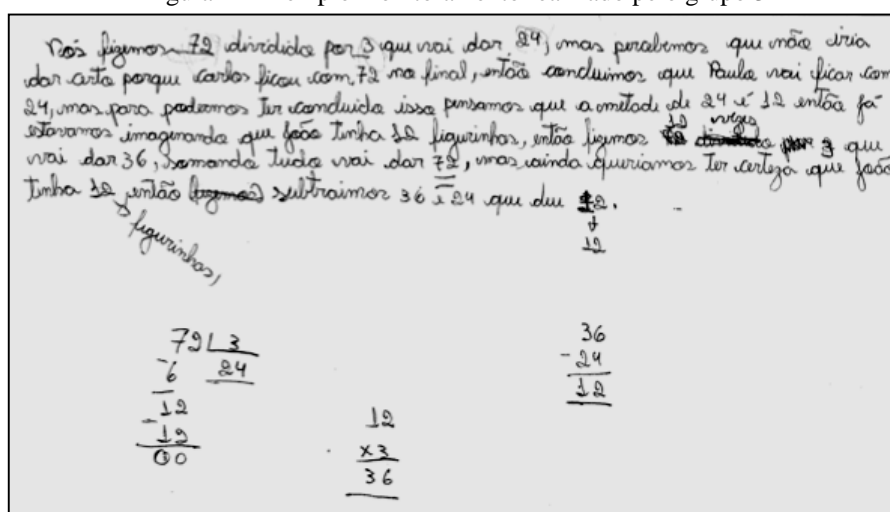 Nós fizemos 72 dividido por 3 que vai dar 24, mas percebemos que não iria
dar certo porque carlos ficou com 72 no final, então concluimos que Paula vai ficar com
24, mas para podermos Ter concluido isso pensamos que a metade de 24 é 12 então já
estavamos imaginando que joão Tinha 12 figurinhas, então fizemos 12 vezes 3 que
vai dar 36, somando tudo vai dar 72, mas ainda queriamos Ter certeza que joão
tinha 12 então subtraimos 36 e 24 que deu 12.
figurinhas,
12
72 3
-6 24
12
-12
00
12
x3
36
36
-24
12